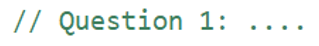 // Question 1: ....